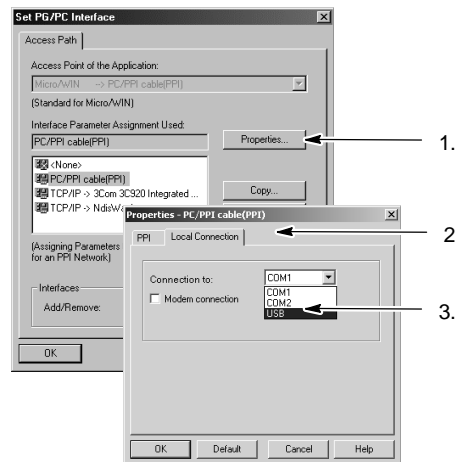 Set PG/PC Interface
Access Path
Access Point of the Application:
Micro/WIN --> PC/PPI cable(PPI)
(Standard for Micro/WIN)
Interface Parameter Assignment Used:
PC/PPI cable(PPI)
Properties...
1.
<None>
PC/PPI cable(PPI)
TCP/IP -> 3Com 3C920 Integrated ...
TCP/IP -> NdisWa
Copy...
(Assigning Parameters
for an PPI Network)
Interfaces
Add/Remove:
OK
Properties - PC/PPI cable(PPI)
PPI
Local Connection
2
Connection to:
COM1
Modem connection
COM1
COM2
USB
3.
OK
Default
Cancel
Help